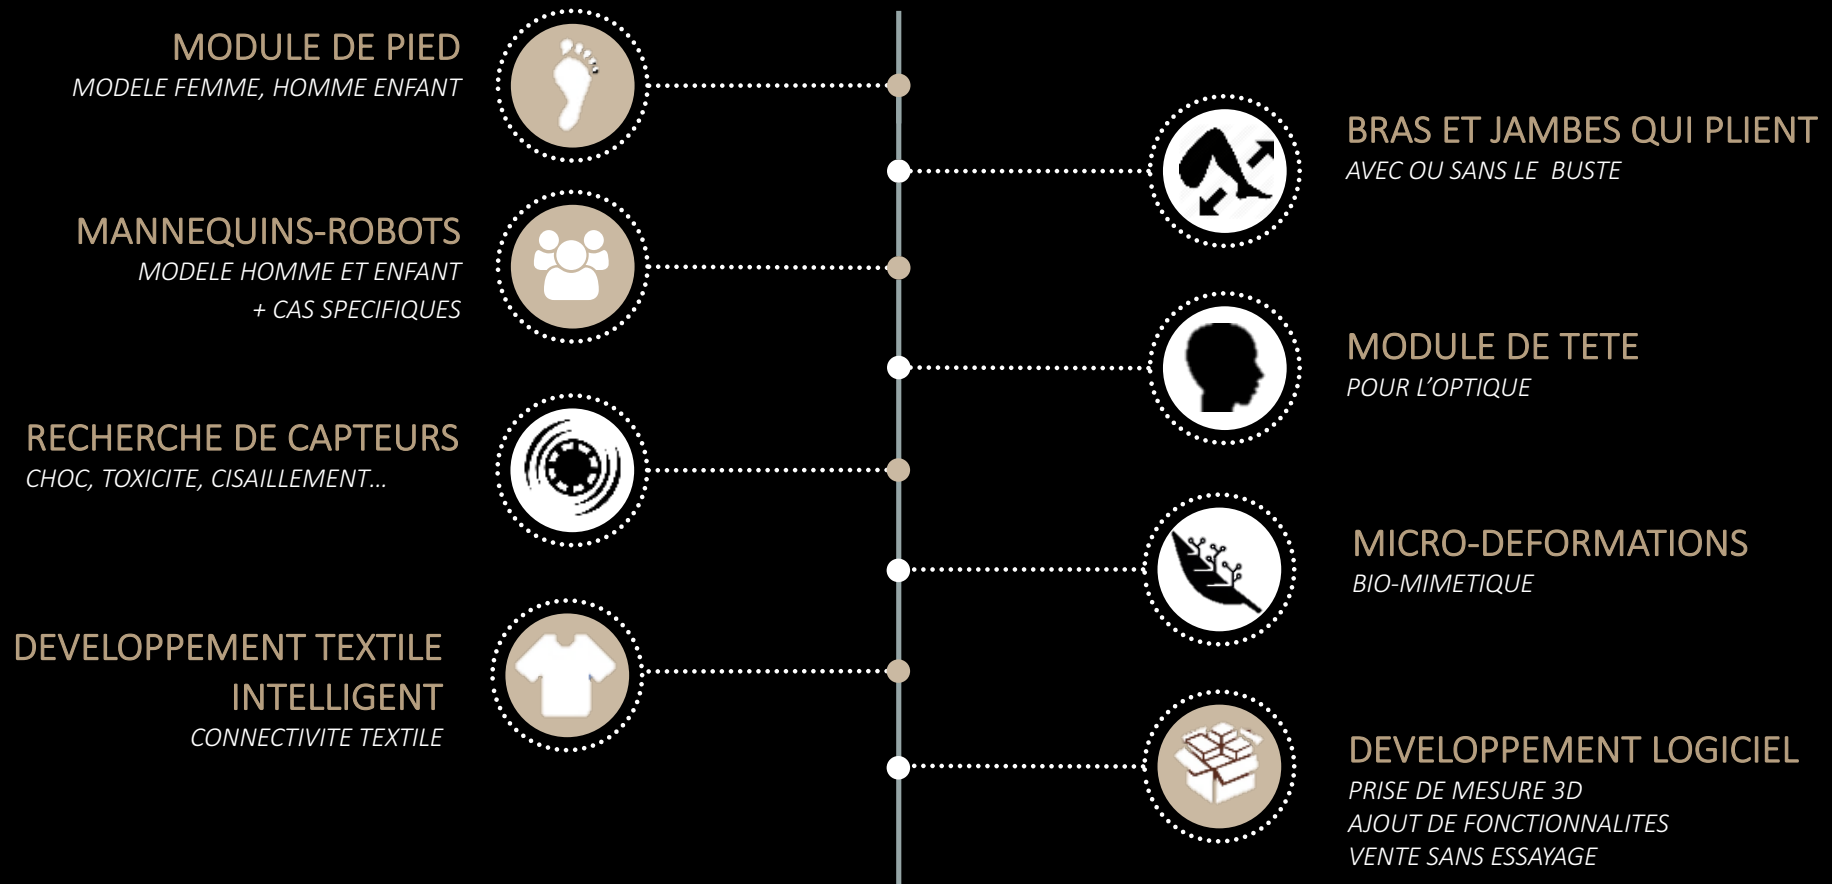 MODULE DE PIED
MODELE FEMME, HOMME ENFANT
BRAS ET JAMBES QUI PLIENT
AVEC OU SANS LE BUSTE
MANNEQUINS-ROBOTS
MODELE HOMME ET ENFANT
+ CAS SPECIFIQUES
MODULE DE TETE
POUR L’OPTIQUE
RECHERCHE DE CAPTEURS
CHOC, TOXICITE, CISAILLEMENT...
MICRO-DEFORMATIONS
BIO-MIMETIQUE
DEVELOPPEMENT TEXTILE
INTELLIGENT
CONNECTIVITE TEXTILE
DEVELOPPEMENT LOGICIEL
PRISE DE MESURE 3D
AJOUT DE FONCTIONNALITES
VENTE SANS ESSAYAGE